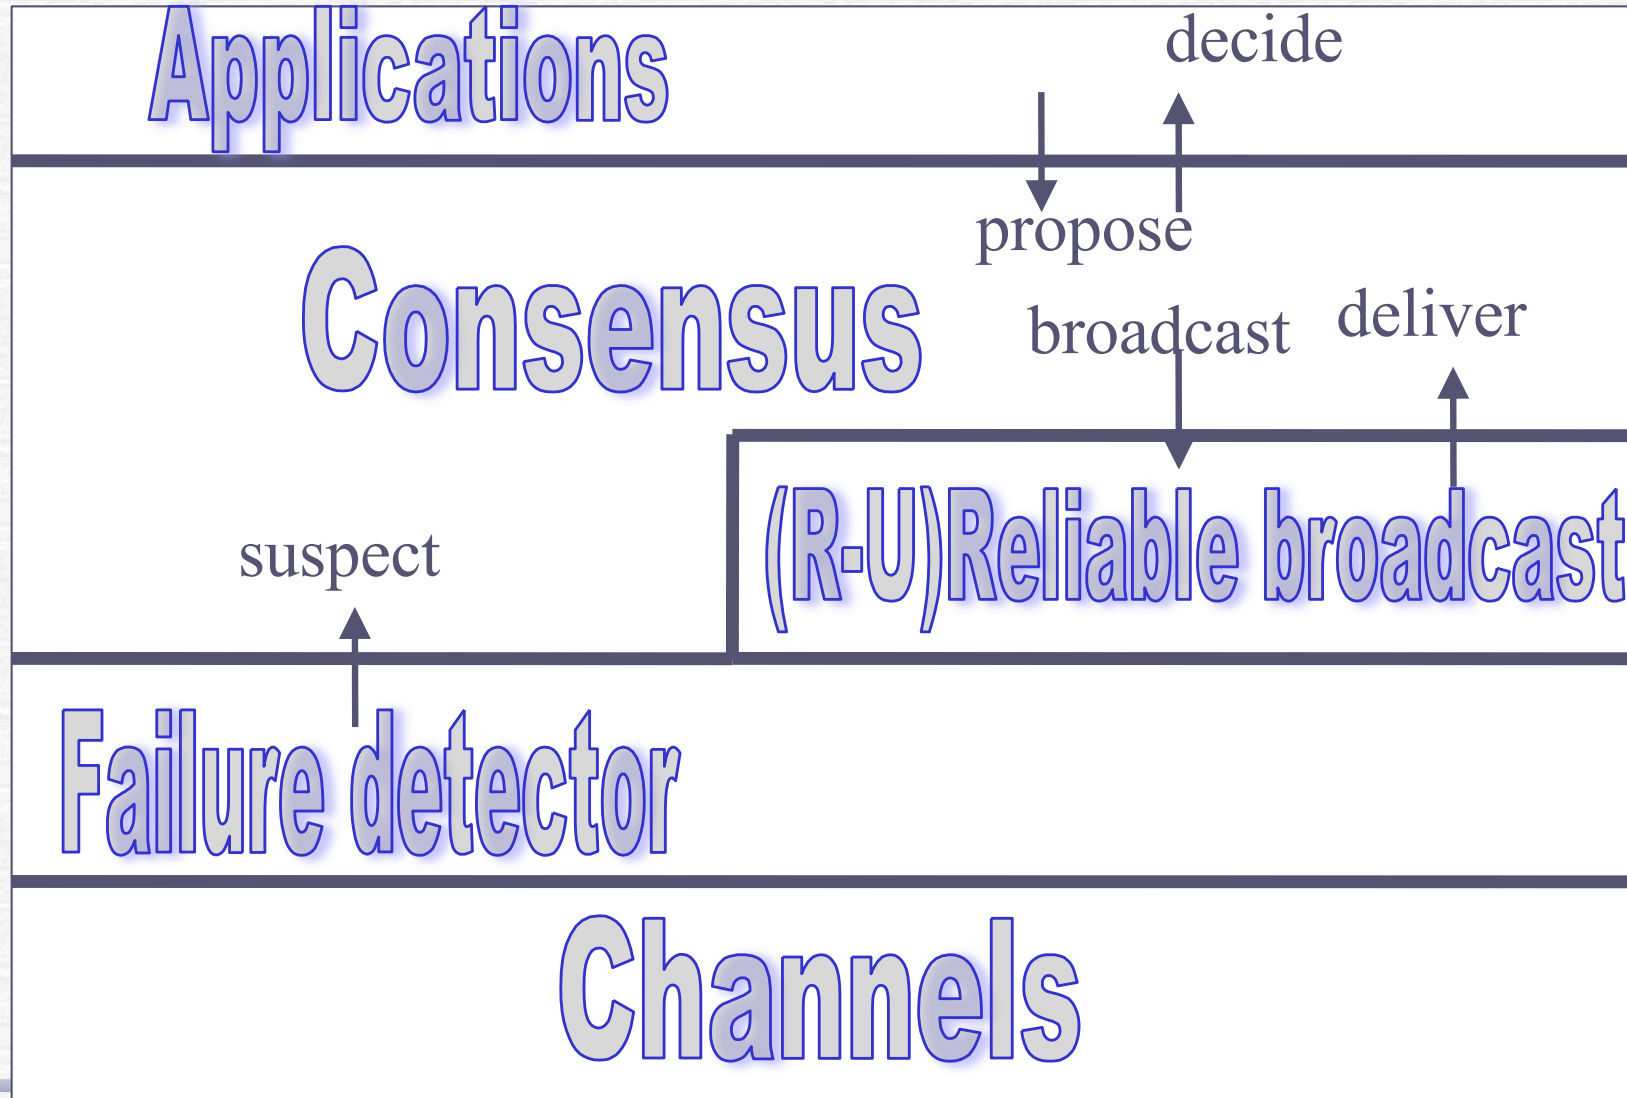 Applications
decide
propose
Consensus
broadcast
deliver
(R-U)Reliable broadcast
suspect
Failure detector
Channels